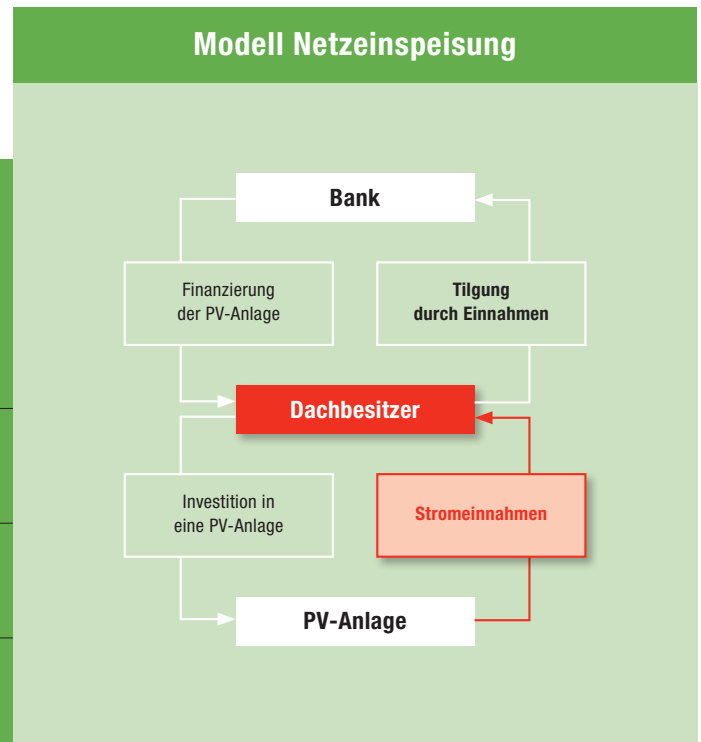 Modell Netzeinspeisung
Bank
Finanzierung
der PV-Anlage
Tilgung
durch Einnahmen
Dachbesitzer
Investition in
eine PV-Anlage
Stromeinnahmen
PV-Anlage